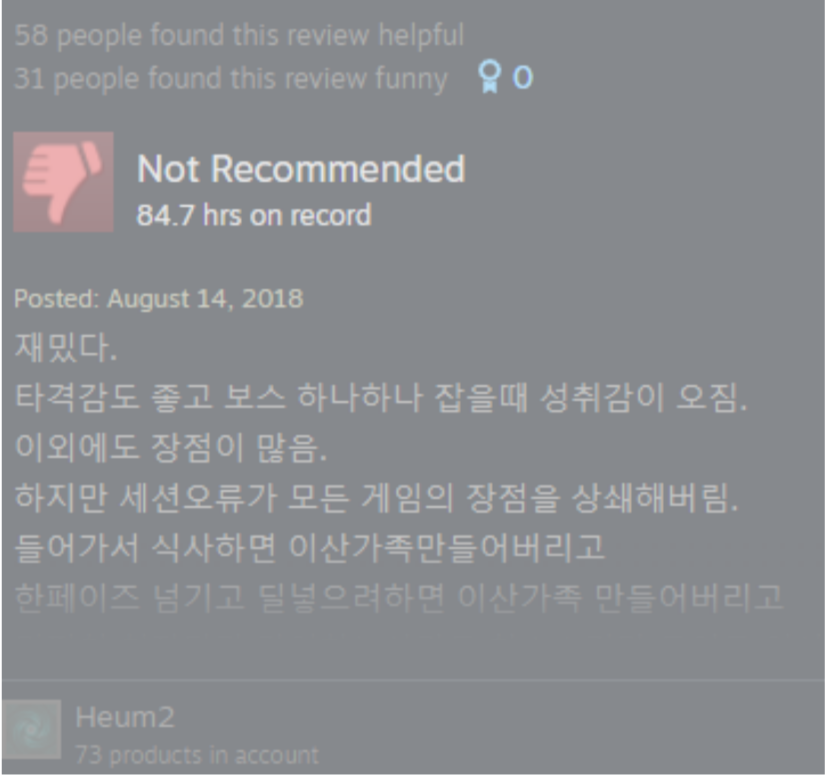 58 people found this review helpful
31 people found this review funny 0
Not Recommended
84.7 hrs on record
Posted: August 14, 2018
재밌다.
타격감도 좋고 보스 하나하나 잡을때 성취감이 오짐.
이외에도 장점이 많음.
하지만 세션오류가 모든 게임의 장점을 상쇄해버림.
들어가서 식사하면 이산가족만들어버리고
한페이즈 넘기고 딜넣으려하면 이산가족 만들어버리고
Heum2
73 products in account